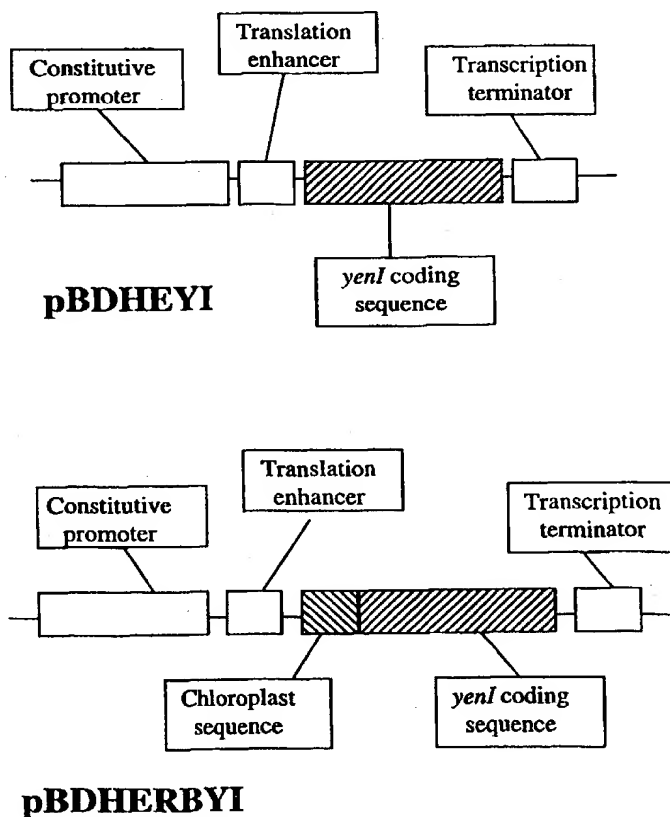 Translation
enhancer
Constitutive
promoter
Transcription
terminator
yenI coding
sequence
pBDHEYI
Translation
enhancer
Constitutive
promoter
Transcription
terminator
Chloroplast
sequence
yenI coding
sequence
pBDHERBYI